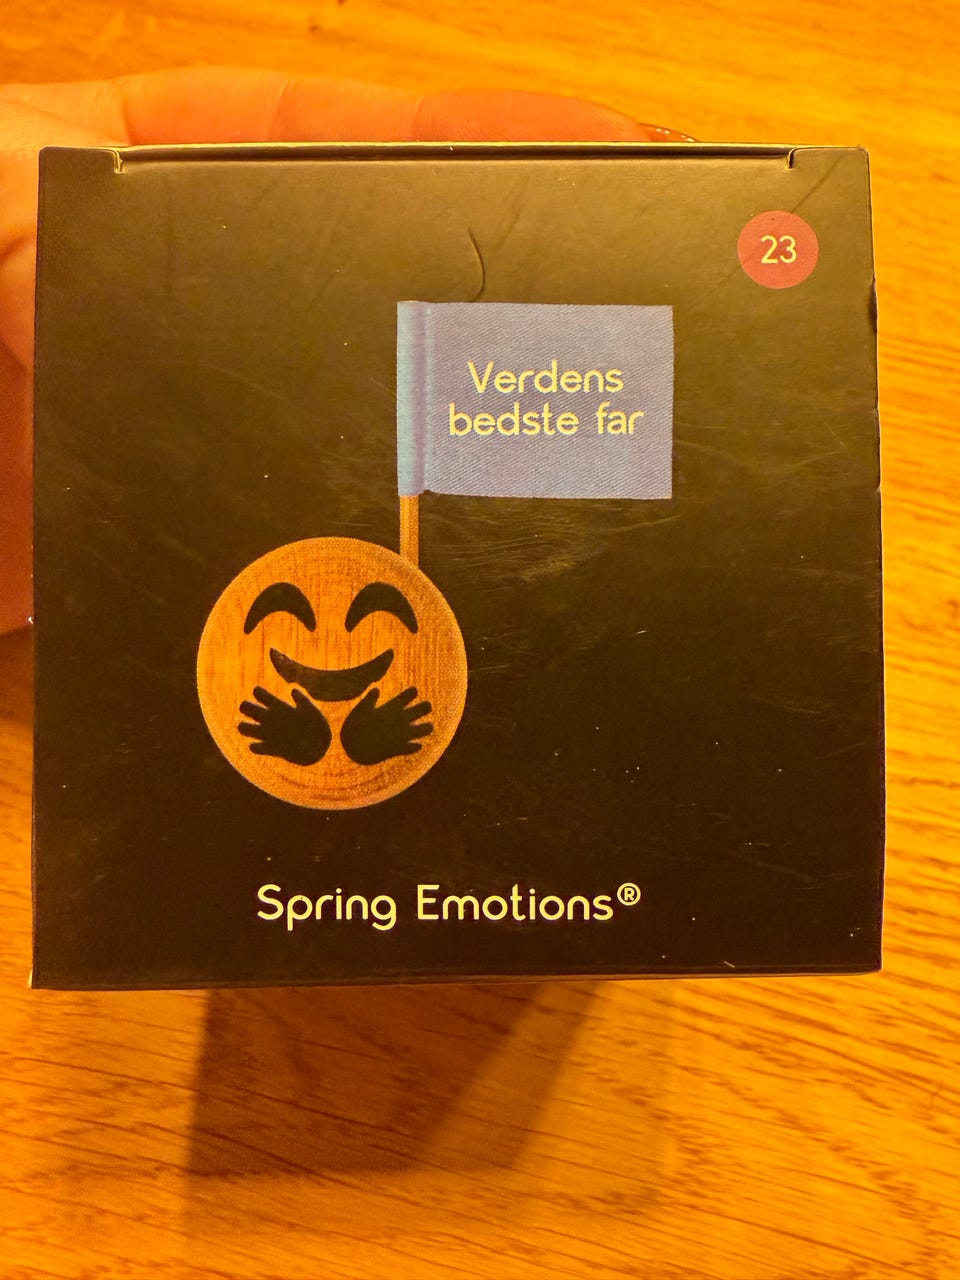 23
Verdens
bedste far
Spring Emotions®